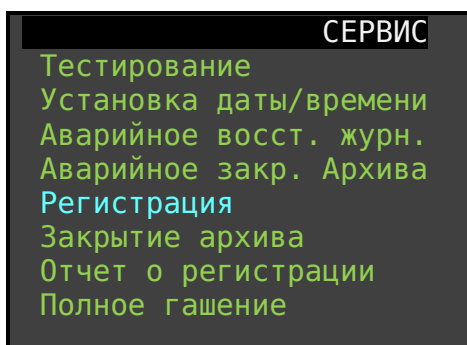 СЕРВИС
Тестирование
Установка даты/времени
Аварийное восст. журн.
Аварийное закр. Архива
Регистрация
Закрытие архива
Отчет о регистрации
Полное гашение